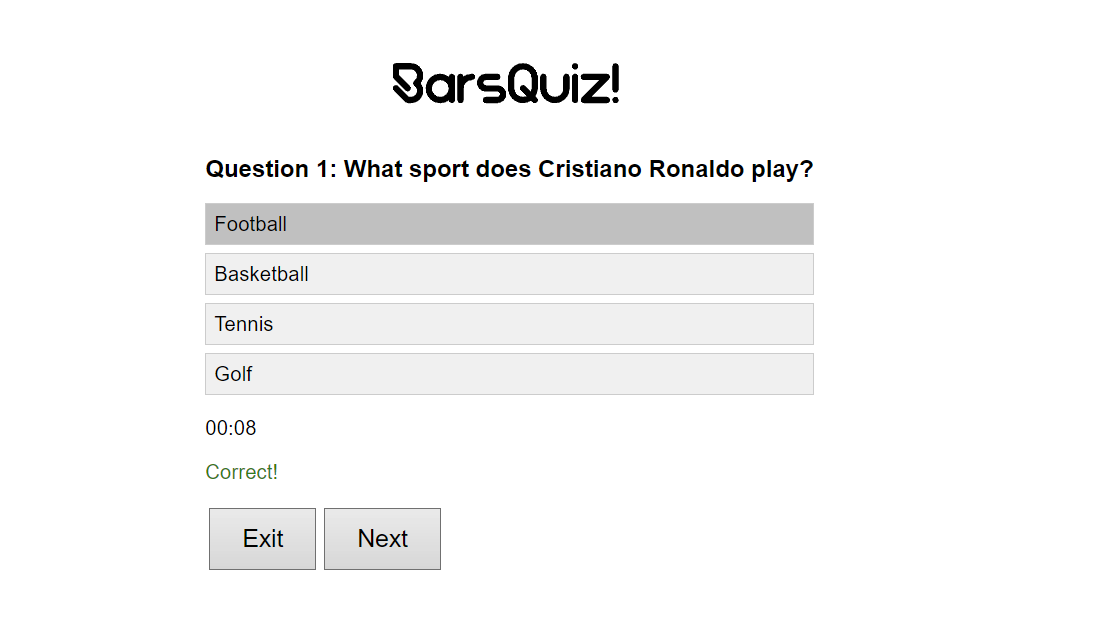 BarsQuiz!
Question 1: What sport does Cristiano Ronaldo play?
Football
Basketball
Tennis
Golf
00:08
Correct!
Exit Next